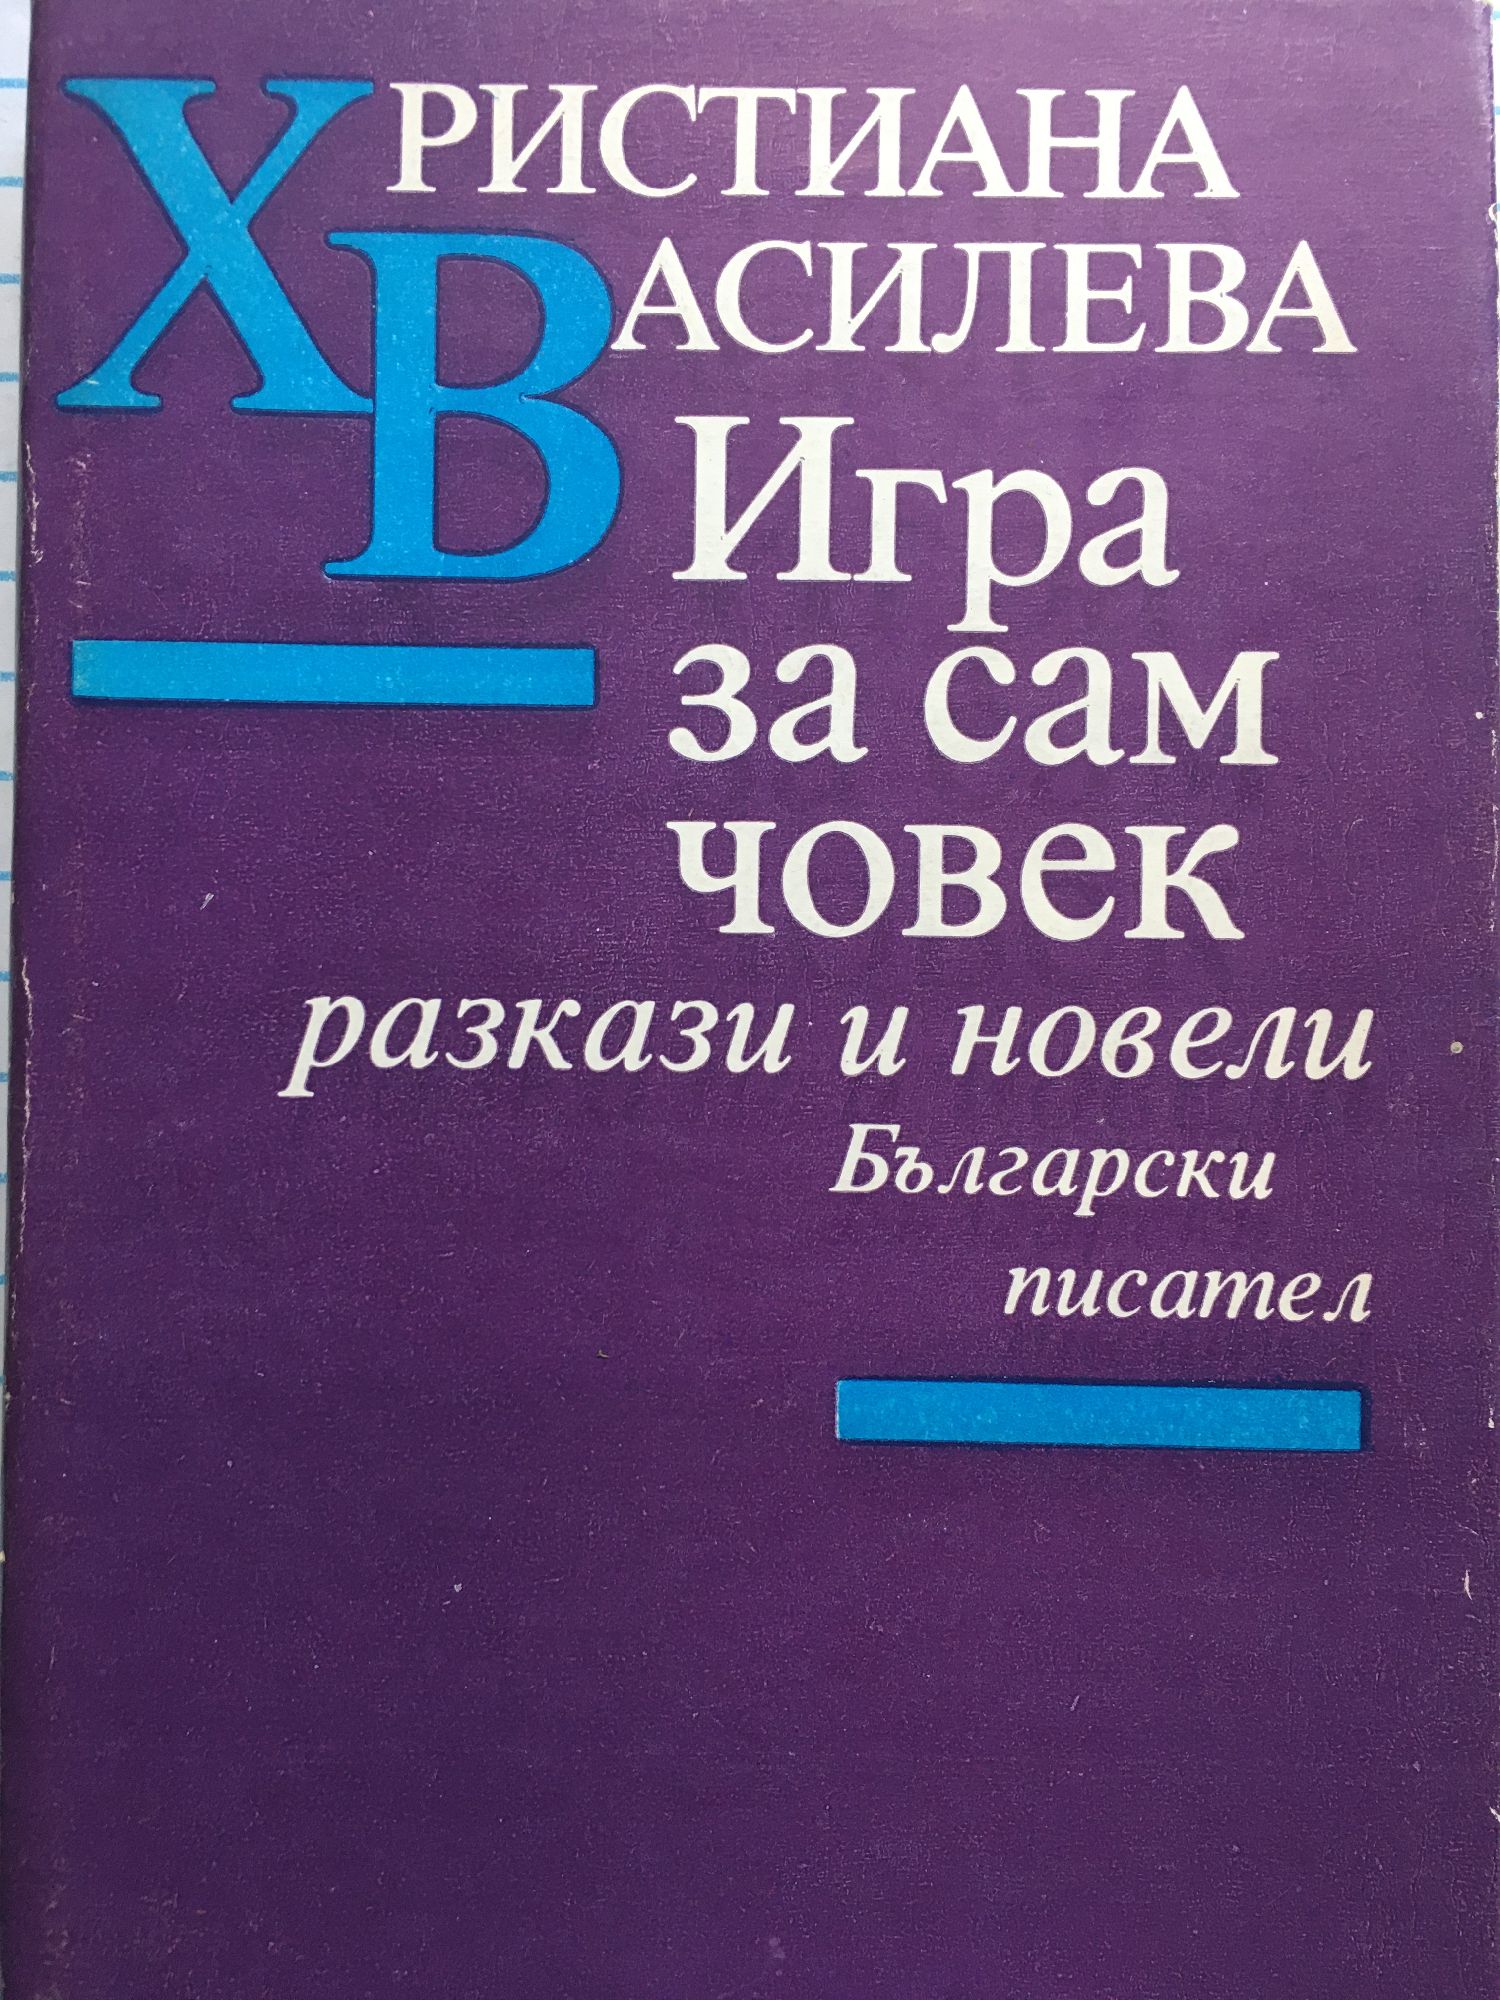 ХРИСТИАНА
ВАСИЛЕВА
Игра
за сам
човек
разкази и новели
Български
писател